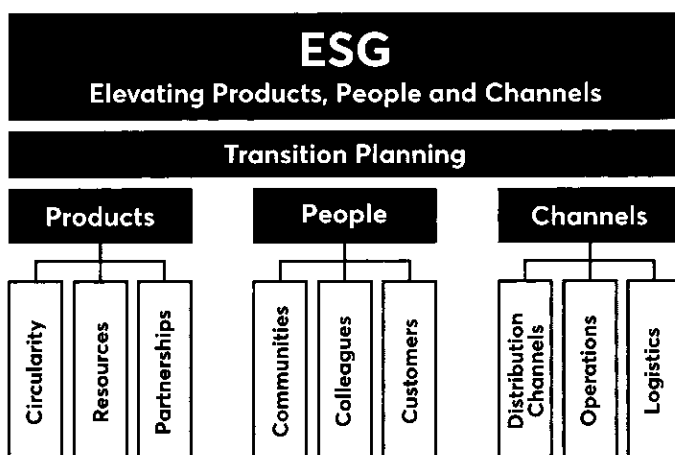 ESG
Elevating Products, People and Channels
Transition Planning
Products
People
Channels
Circularity
Resources
Partnerships
Communities
Colleagues
Customers
Distribution
Channels
Operations
Logistics